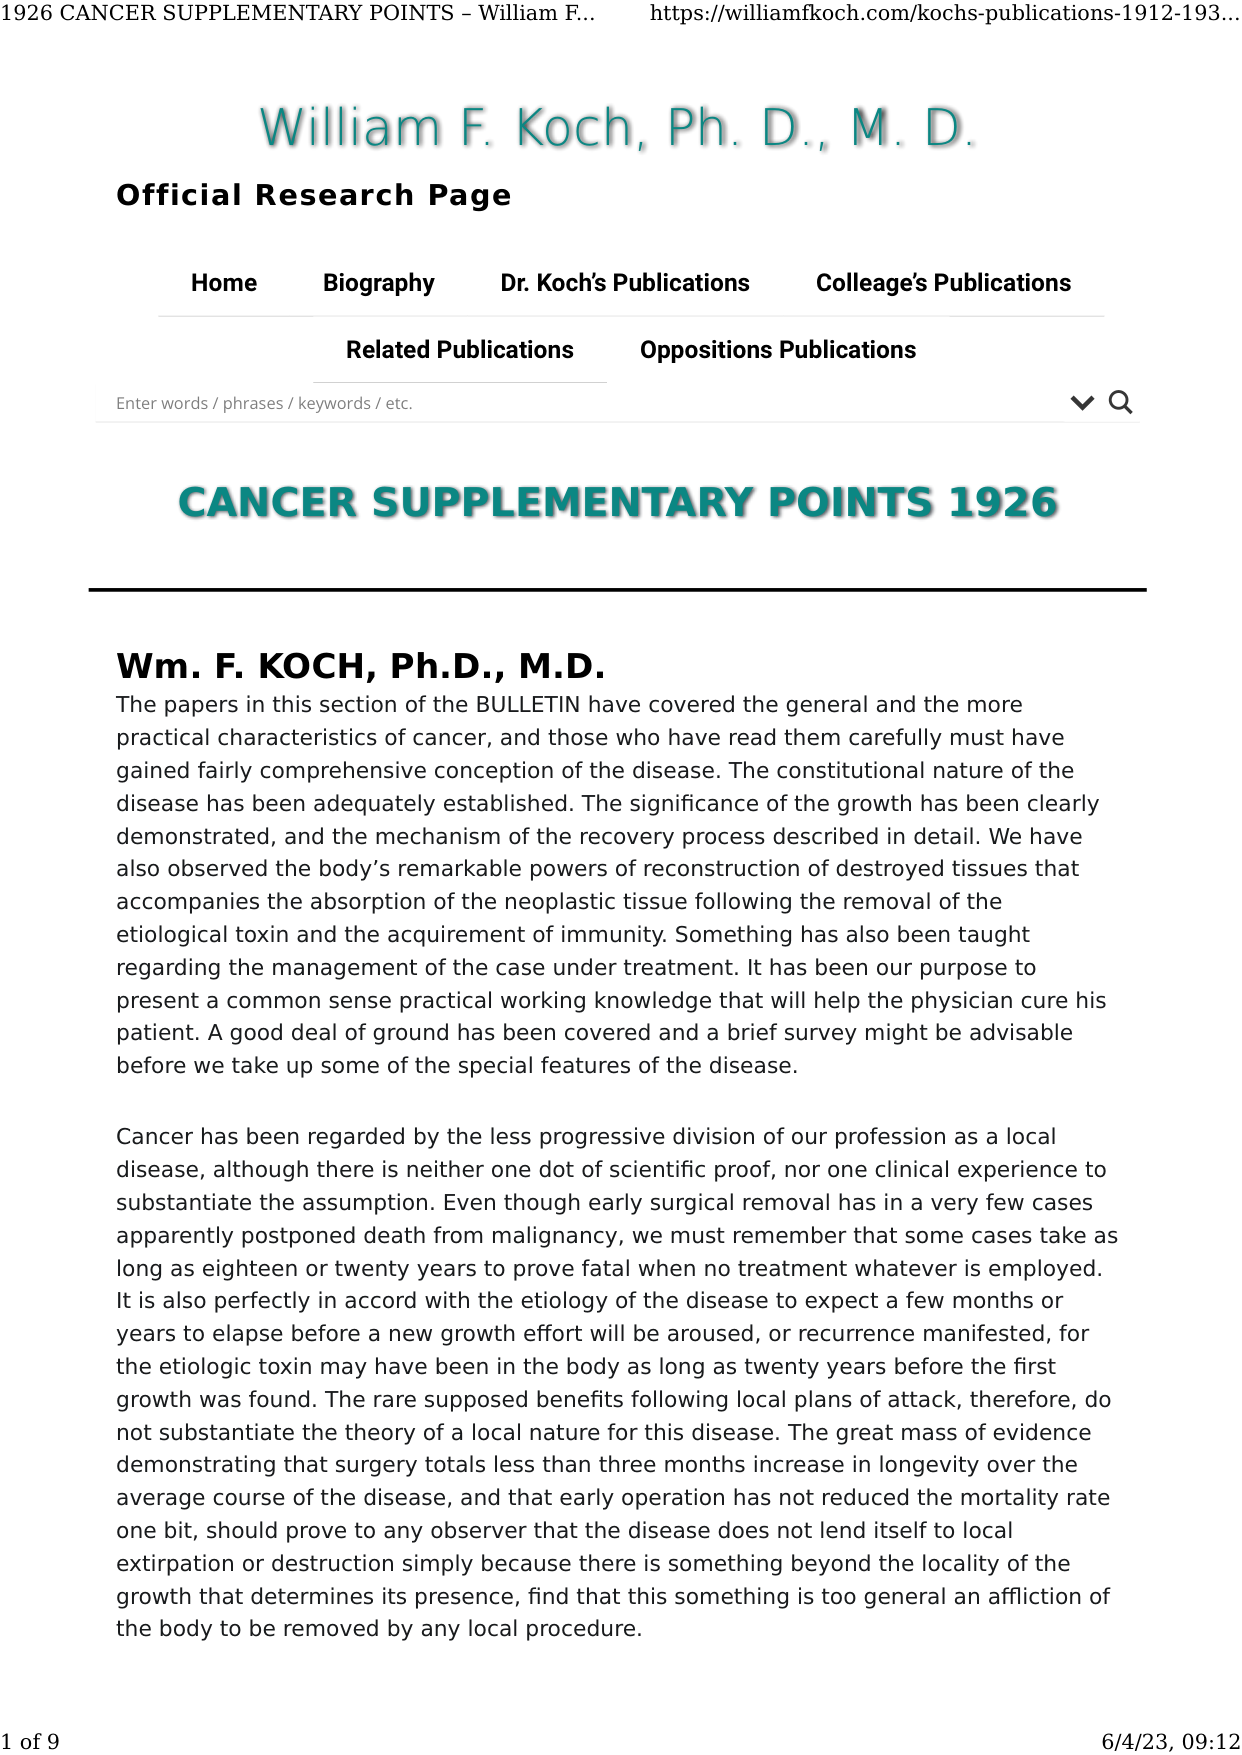 1926 CANCER SUPPLEMENTARY POINTS – William F... https://williamfkoch.com/kochs-publications-1912-193...
William F. Koch, Ph. D., M. D.
Official Research Page
Home Biography Dr. Koch’s Publications Colleage’s Publications
Related Publications Oppositions Publications
Enter words / phrases / keywords / etc.
CANCER SUPPLEMENTARY POINTS 1926
Wm. F. KOCH, Ph.D., M.D.
The papers in this section of the BULLETIN have covered the general and the more
practical characteristics of cancer, and those who have read them carefully must have
gained fairly comprehensive conception of the disease. The constitutional nature of the
disease has been adequately established. The significance of the growth has been clearly
demonstrated, and the mechanism of the recovery process described in detail. We have
also observed the body’s remarkable powers of reconstruction of destroyed tissues that
accompanies the absorption of the neoplastic tissue following the removal of the
etiological toxin and the acquirement of immunity. Something has also been taught
regarding the management of the case under treatment. It has been our purpose to
present a common sense practical working knowledge that will help the physician cure his
patient. A good deal of ground has been covered and a brief survey might be advisable
before we take up some of the special features of the disease.
Cancer has been regarded by the less progressive division of our profession as a local
disease, although there is neither one dot of scientific proof, nor one clinical experience to
substantiate the assumption. Even though early surgical removal has in a very few cases
apparently postponed death from malignancy, we must remember that some cases take as
long as eighteen or twenty years to prove fatal when no treatment whatever is employed.
It is also perfectly in accord with the etiology of the disease to expect a few months or
years to elapse before a new growth effort will be aroused, or recurrence manifested, for
the etiologic toxin may have been in the body as long as twenty years before the first
growth was found. The rare supposed benefits following local plans of attack, therefore, do
not substantiate the theory of a local nature for this disease. The great mass of evidence
demonstrating that surgery totals less than three months increase in longevity over the
average course of the disease, and that early operation has not reduced the mortality rate
one bit, should prove to any observer that the disease does not lend itself to local
extirpation or destruction simply because there is something beyond the locality of the
growth that determines its presence, find that this something is too general an affliction of
the body to be removed by any local procedure.
1 of 9 6/4/23, 09:12